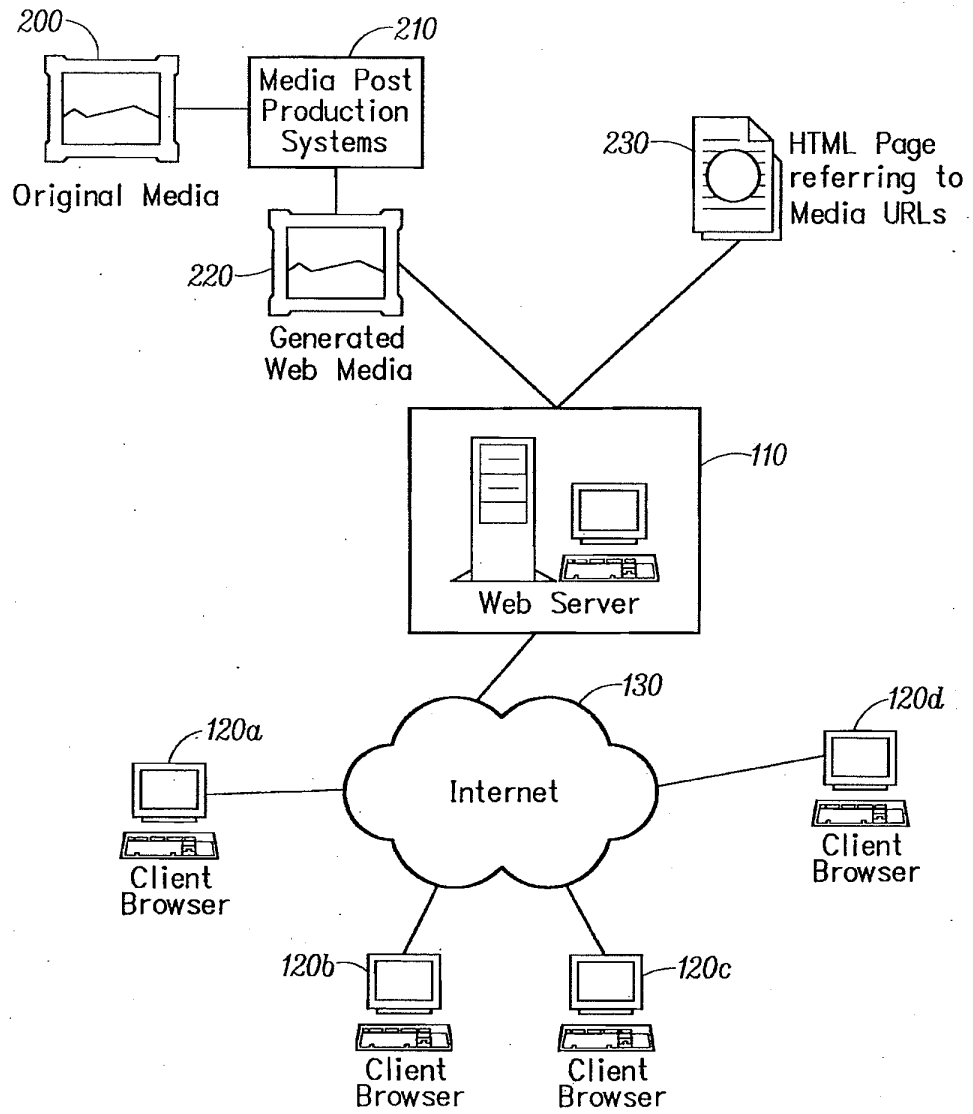 200
210
Media Post
Production
Systems
Original Media
230
HTML Page
referring to
Media URLs
220
Generated
Web Media
110
Web Server
130
Internet
120a
Client
Browser
120d
Client
Browser
120b
Client
Browser
120c
Client
Browser